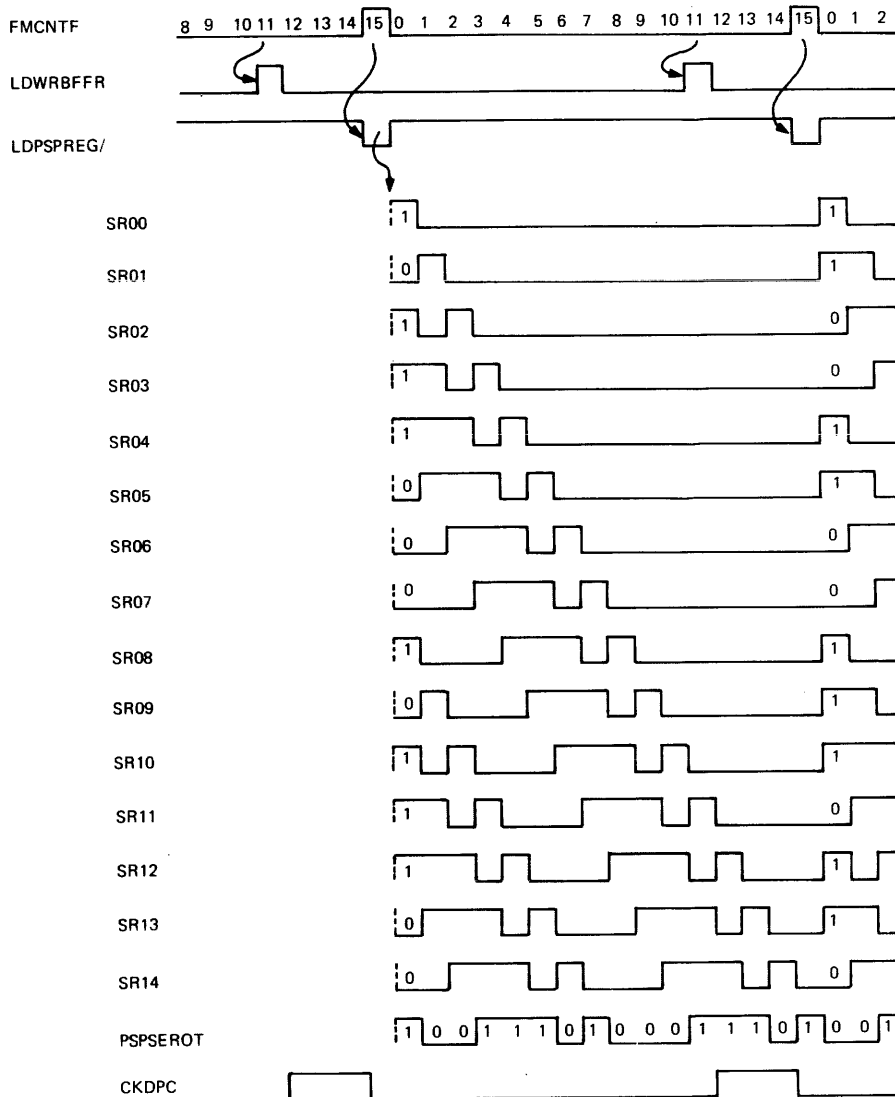 FMCNTF 8 9 10 11 12 13 14 15 0 1 2 3 4 5 6 7 8 9 10 11 12 13 14 15 0 1 2
LDWRBFFR
LDPSPREG/
SR00 1 1
SR01 0 1
SR02 1 0
SR03 1 0
SR04 1 1
SR05 0 1
SR06 0 0
SR07 0 0
SR08 1 1
SR09 0 1
SR10 1 1
SR11 1 0
SR12 1 1
SR13 0 1
SR14 0 0
PSPSEROT 1 0 0 1 1 1 0 1 0 0 0 1 1 1 0 1 0 0 1
CKDPC